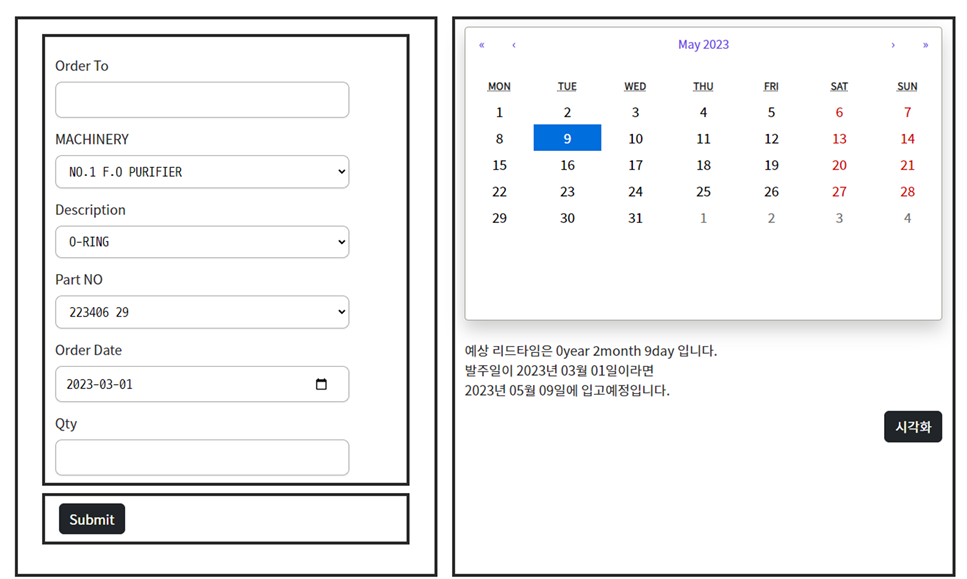 Order To
MACHINERY
NO.1 F.O PURIFIER
Description
O-RING
Part NO
223406 29
Order Date
2023-03-01
Qty
Submit
« ‹ May 2023 › »
MON TUE WED THU FRI SAT SUN
1 2 3 4 5 6 7
8 9 10 11 12 13 14
15 16 17 18 19 20 21
22 23 24 25 26 27 28
29 30 31 1 2 3 4
예상 리드타임은 0year 2month 9day 입니다.
발주일이 2023년 03월 01일이라면
2023년 05월 09일에 입고예정입니다.
시각화